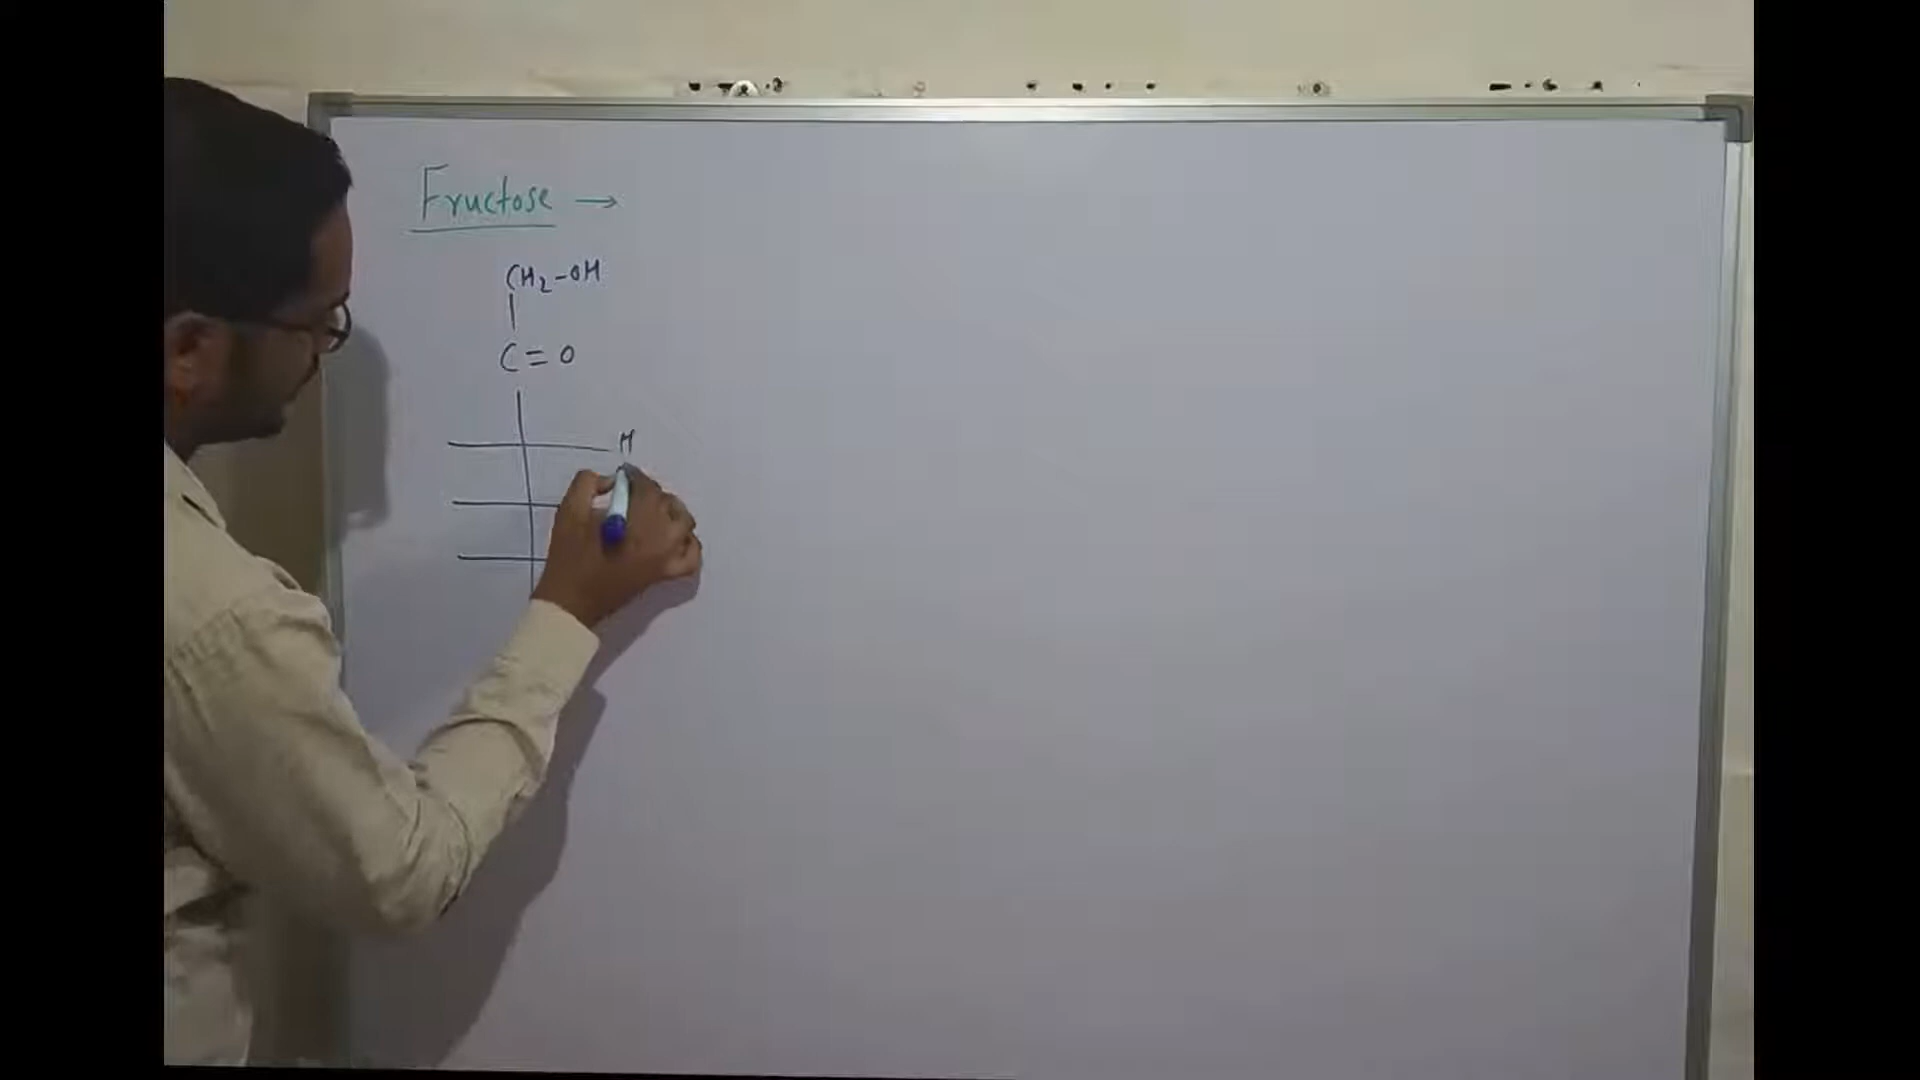 Fructose →
CH₂-OH
C=O
H